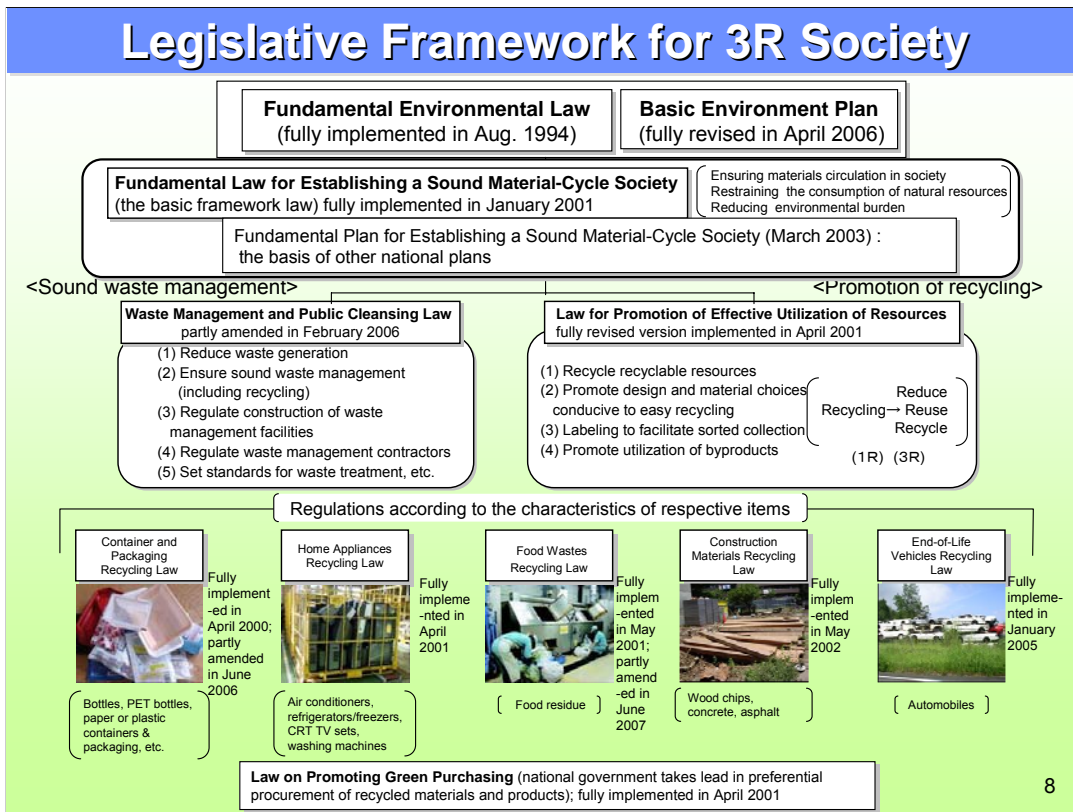 Legislative Framework for 3R Society
Fundamental Environmental Law
(fully implemented in Aug. 1994)
Basic Environment Plan
(fully revised in April 2006)
Fundamental Law for Establishing a Sound Material-Cycle Society
(the basic framework law) fully implemented in January 2001
Ensuring materials circulation in society
Restraining the consumption of natural resources
Reducing environmental burden
Fundamental Plan for Establishing a Sound Material-Cycle Society (March 2003) :
the basis of other national plans
<Sound waste management>
<Promotion of recycling>
Waste Management and Public Cleansing Law
partly amended in February 2006
(1) Reduce waste generation
(2) Ensure sound waste management
(including recycling)
(3) Regulate construction of waste
management facilities
(4) Regulate waste management contractors
(5) Set standards for waste treatment, etc.
Law for Promotion of Effective Utilization of Resources
fully revised version implemented in April 2001
(1) Recycle recyclable resources
(2) Promote design and material choices
conducive to easy recycling
(3) Labeling to facilitate sorted collection
(4) Promote utilization of byproducts
Reduce
Recycling→ Reuse
Recycle
(1R) (3R)
Regulations according to the characteristics of respective items
Container and
Packaging
Recycling Law
Fully
implement
-ed in
April 2000;
partly
amended
in June
2006
Bottles, PET bottles,
paper or plastic
containers &
packaging, etc.
Home Appliances
Recycling Law
Fully
impleme
-nted in
April
2001
Air conditioners,
refrigerators/freezers,
CRT TV sets,
washing machines
Food Wastes
Recycling Law
Fully
implem
-ented
in May
2001;
partly
amend
-ed in
June
2007
Food residue
Construction
Materials Recycling
Law
Fully
implem
-ented
in May
2002
Wood chips,
concrete, asphalt
End-of-Life
Vehicles Recycling
Law
Fully
impleme-
nted in
January
2005
Automobiles
Law on Promoting Green Purchasing (national government takes lead in preferential
procurement of recycled materials and products); fully implemented in April 2001
8